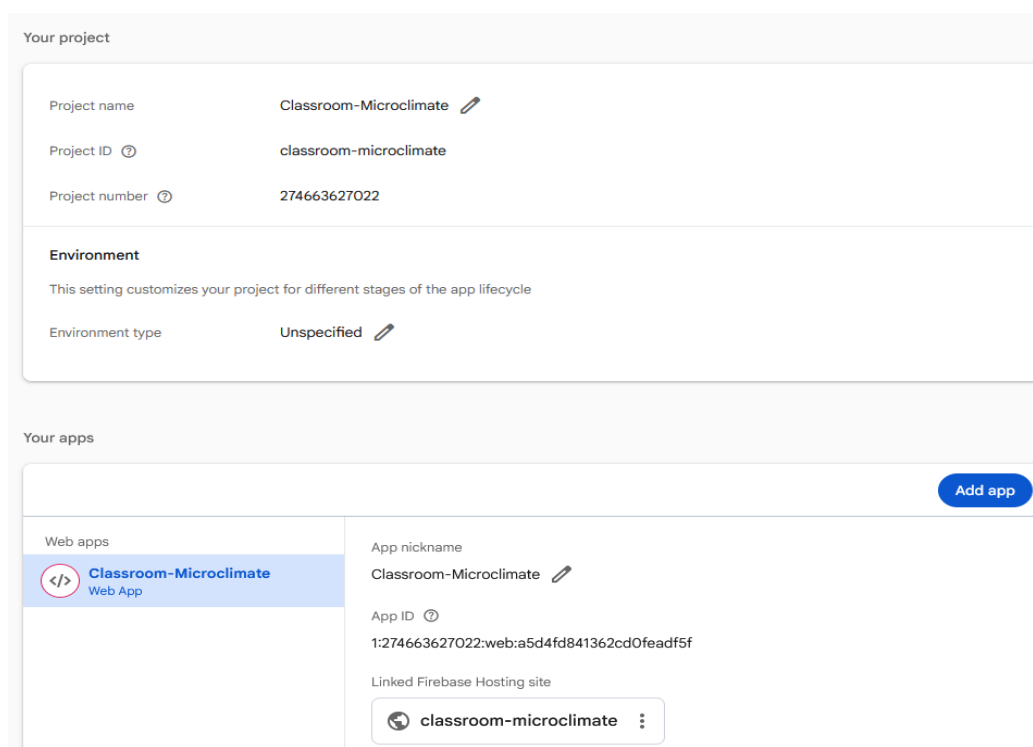 Your project
Project name Classroom-Microclimate
Project ID classroom-microclimate
Project number 274663627022
Environment
This setting customizes your project for different stages of the app lifecycle
Environment type Unspecified
Your apps
Add app
Web apps
Classroom-Microclimate
Web App
App nickname
Classroom-Microclimate
App ID
1:274663627022:web:a5d4fd841362cd0feadf5f
Linked Firebase Hosting site
classroom-microclimate